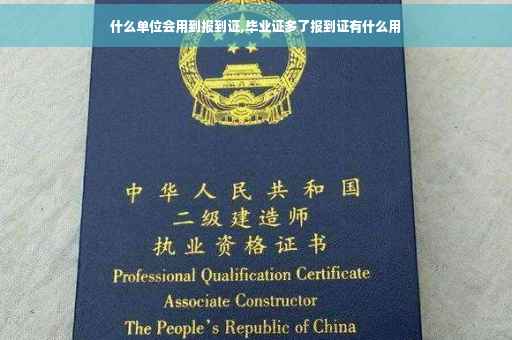 什么单位会用到报到证,毕业证多了报到证有什么用
中华人民共和国
二级建造师
执业资格证书
Professional Qualification Certificate
Associate Constructor
The People's Republic of China